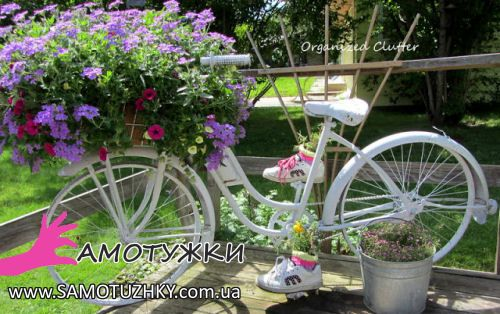 Organized Clutter
АМОТУЖКИ
www.SAMOTUZHKY.com.ua